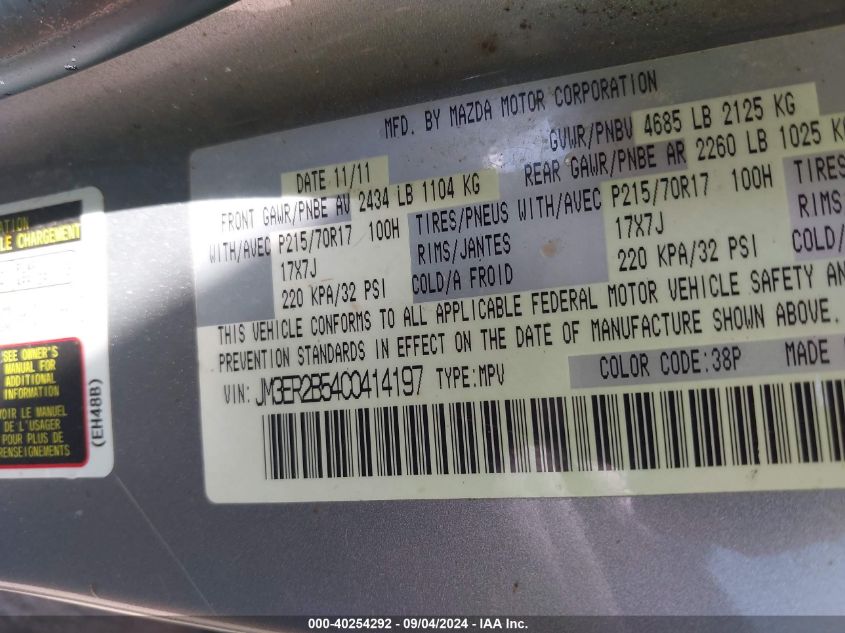 MFD. BY MAZDA MOTOR CORPORATION
DATE 11/11
GVWR/PNBV 4685 LB 2125 KG
FRONT GAWR/PNBE AV 2434 LB 1104 KG
REAR GAWR/PNBE AR 2260 LB 1025 KG
WITH/AVEC P215/70R17 100H TIRES/PNEUS WITH/AVEC P215/70R17 100H TIRES
17X7J RIMS/JANTES 17X7J RIMS
220 KPA/32 PSI COLD/A FROID 220 KPA/32 PSI COLD/
THIS VEHICLE CONFORMS TO ALL APPLICABLE FEDERAL MOTOR VEHICLE SAFETY AN
PREVENTION STANDARDS IN EFFECT ON THE DATE OF MANUFACTURE SHOWN ABOVE.
VIN: JM3ER2B54C0414197 TYPE:MPV COLOR CODE:38P MADE
LE CHARGEMENT
SEE OWNER'S
MANUAL FOR
ADDITIONAL
INFORMATION
VOIR LE MANUEL
DE L'USAGER
POUR PLUS DE
RENSEIGNEMENTS
(EH48B)
000-40254292 - 09/04/2024 - IAA Inc.